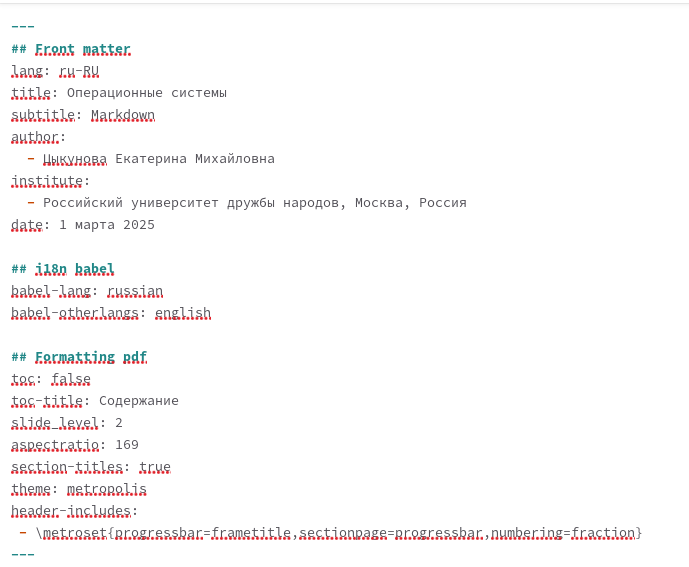 ---
## Front matter
lang: ru-RU
title: Операционные системы
subtitle: Markdown
author:
  - Цыкунова Екатерина Михайловна
institute:
  - Российский университет дружбы народов, Москва, Россия
date: 1 марта 2025

## i18n babel
babel-lang: russian
babel-otherlangs: english

## Formatting pdf
toc: false
toc-title: Содержание
slide_level: 2
aspectratio: 169
section-titles: true
theme: metropolis
header-includes:
 - \metroset{progressbar=frametitle,sectionpage=progressbar,numbering=fraction}
---